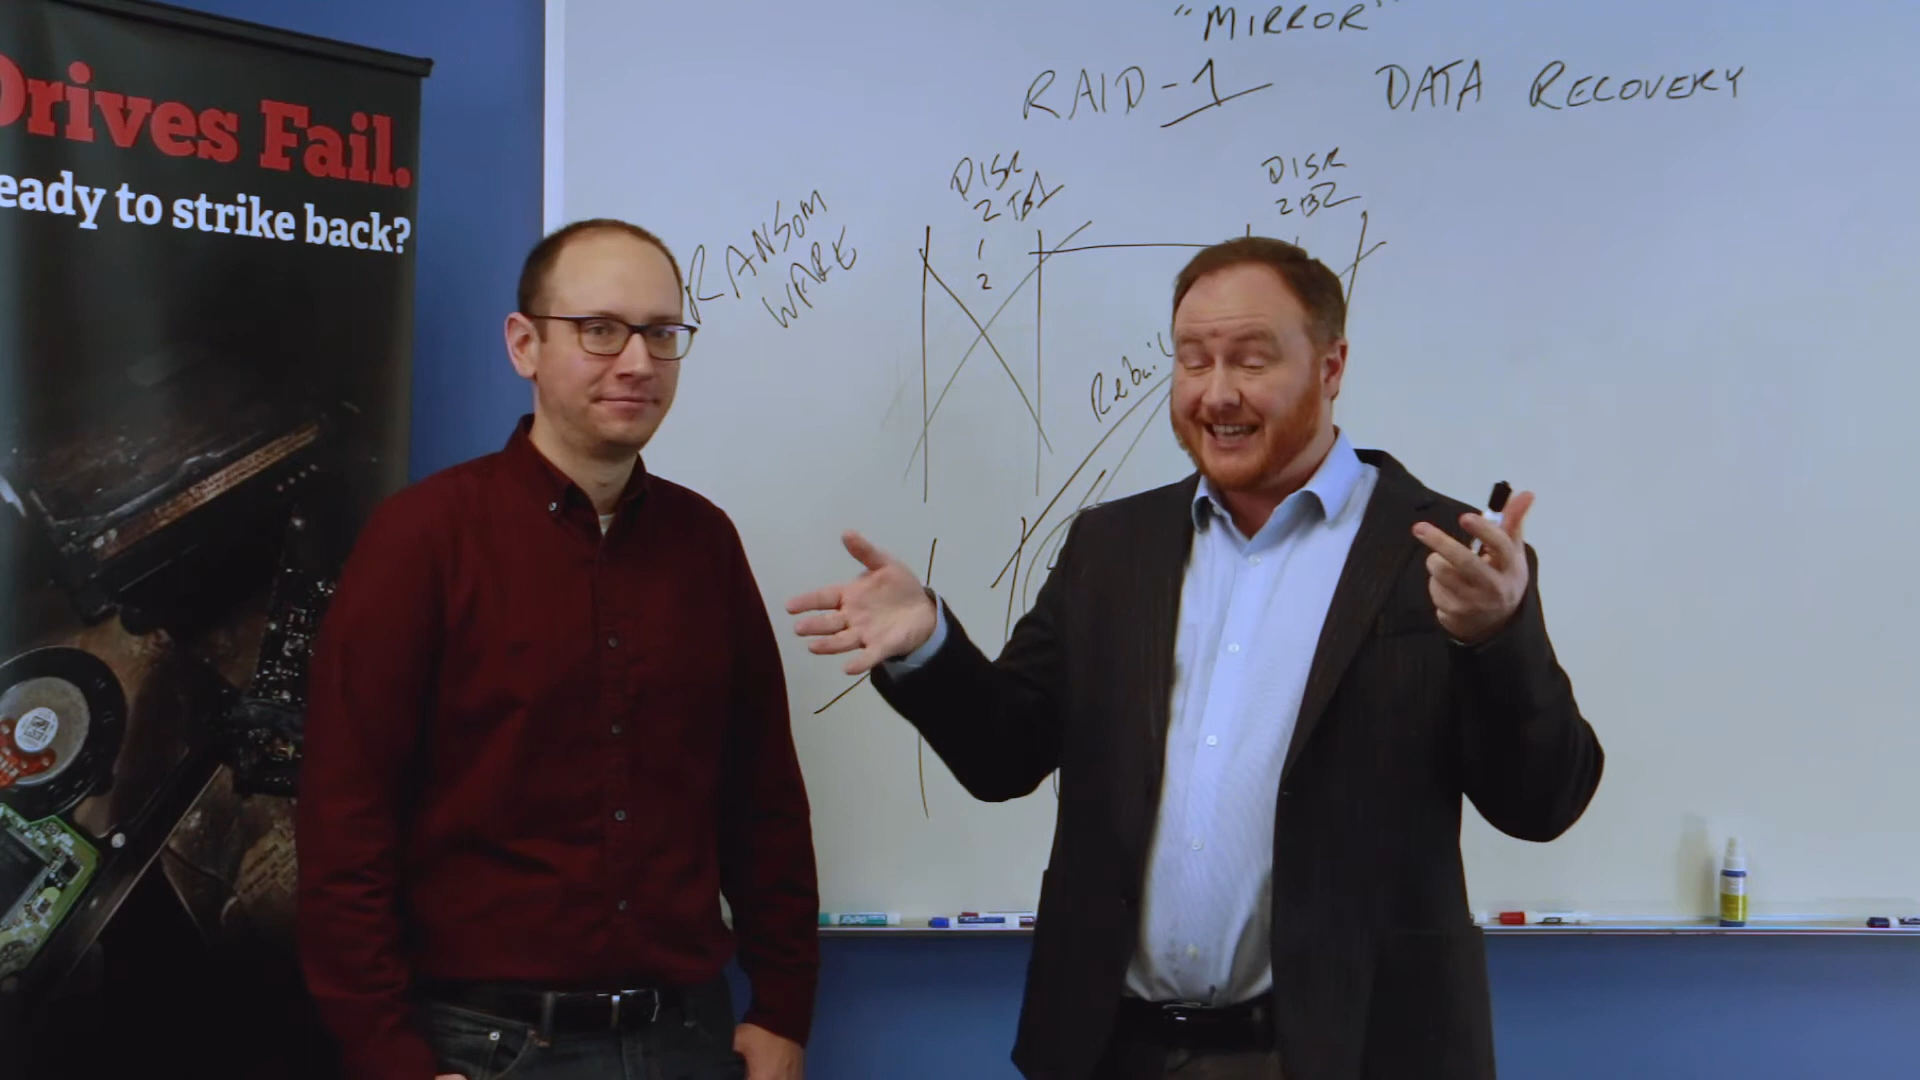 Drives Fail.
eady to strike back?
"MIRROR"
RAID-1 DATA RECOVERY
DISK
2TB1
DISK
2TB2
RANSOM
WARE
1
2
Rebuil
EXPO